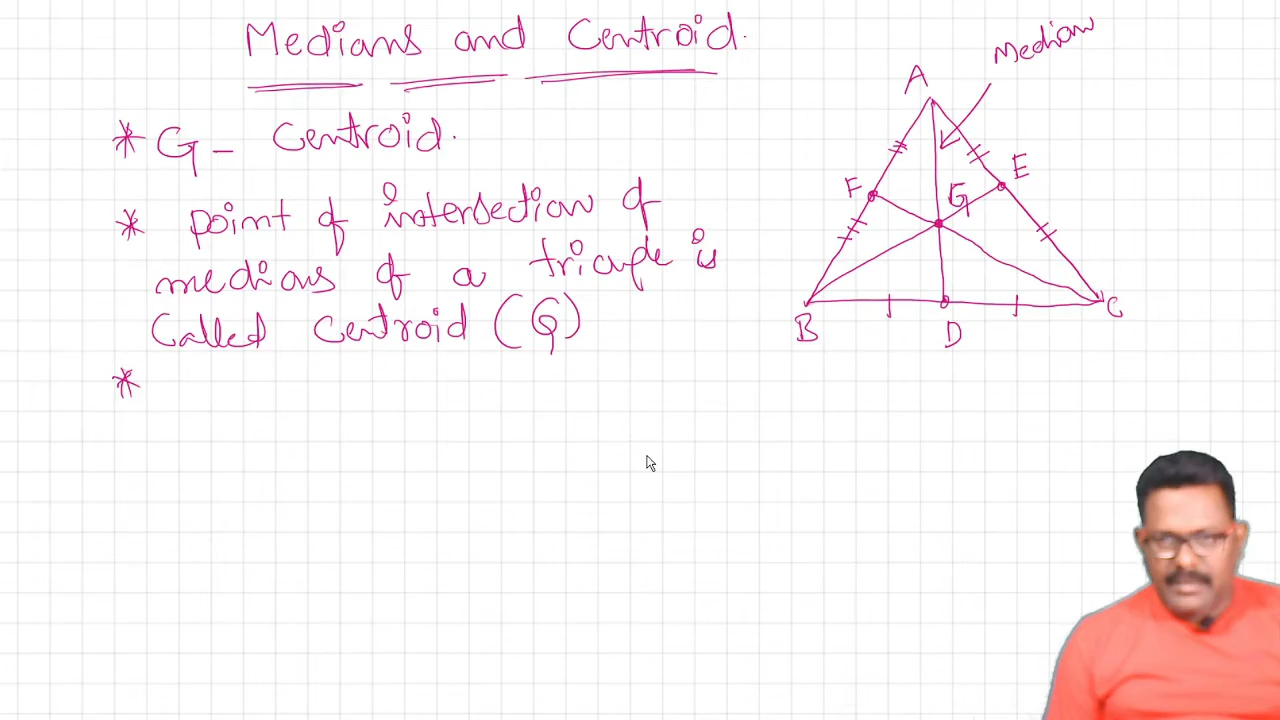 Medians and Centroid.
* G - Centroid.
* point of intersection of
medians of a triangle is
Called Centroid (G)
*
Median
A
F
E
G
B
D
C